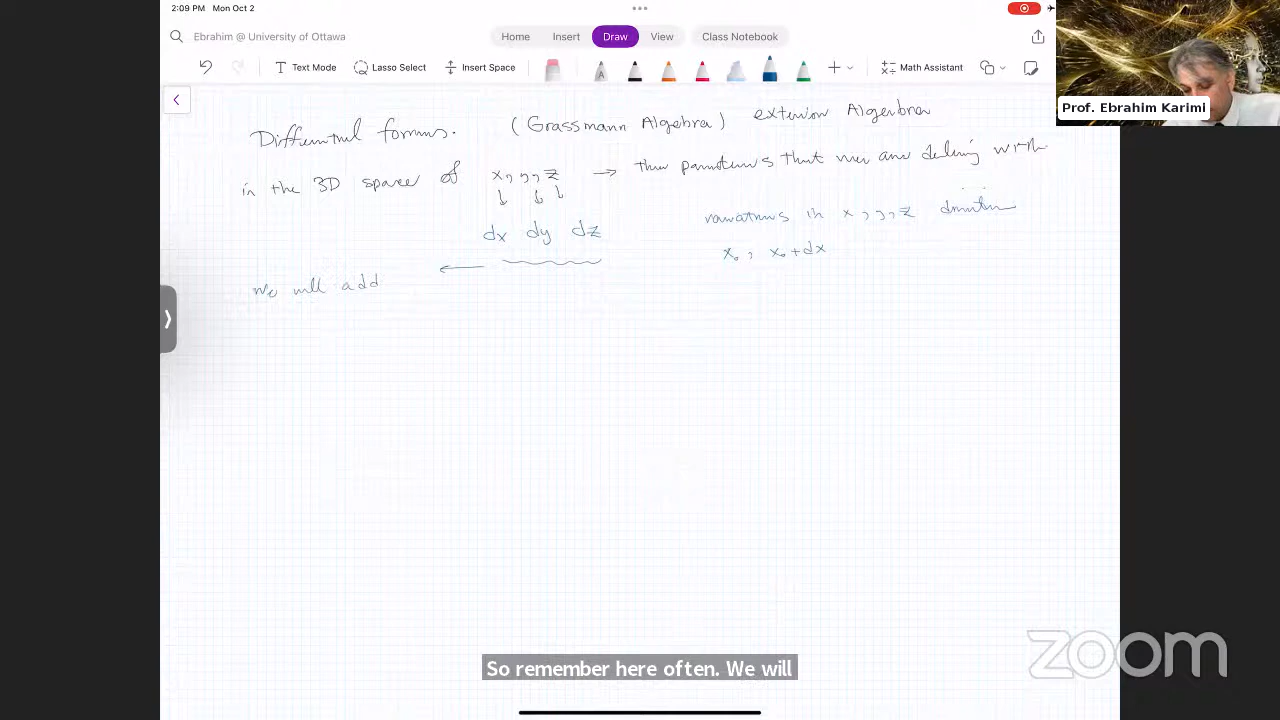 2:09 PM Mon Oct 2
Ebrahim @ University of Ottawa
Home Insert Draw View Class Notebook
Text Mode Lasso Select Insert Space Math Assistant
Prof. Ebrahim Karimi
Differential Forms: (Grassmann Algebra) exterior Algebra
in the 3D space of x, y, z → the parameters that we are dealing with
variations in x, y, z direction
dx dy dz
x₀, x₀+dx
We will add
zoom
So remember here often. We will